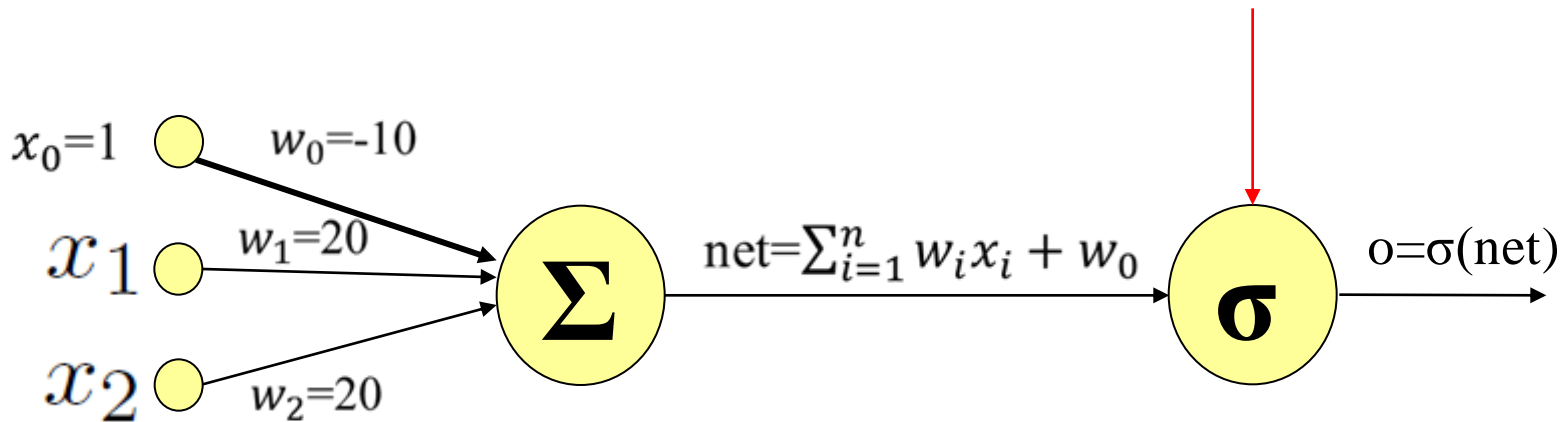 x₀=1
w₀=-10
x₁
w₁=20
x₂
w₂=20
Σ
net=∑ⁿᵢ₌₁ wᵢxᵢ + w₀
σ
o=σ(net)